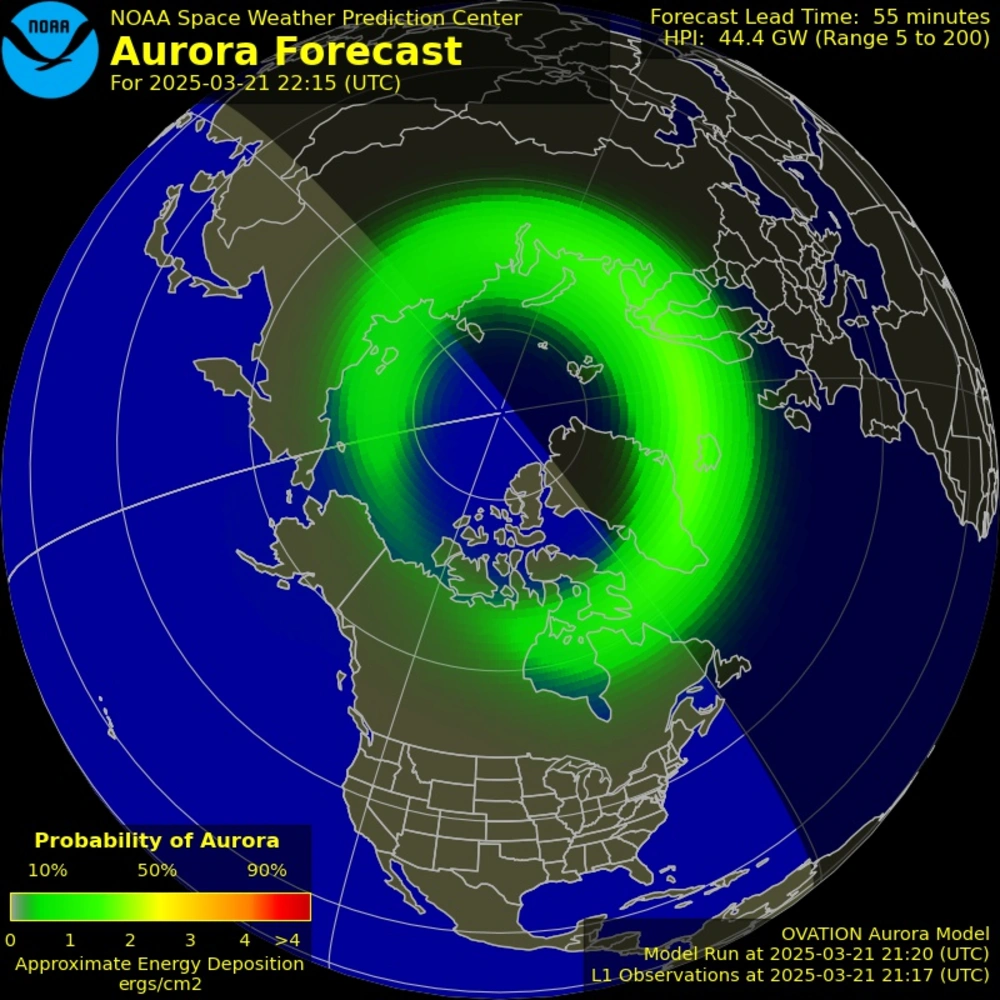 NOAA
NOAA Space Weather Prediction Center
Aurora Forecast
For 2025-03-21 22:15 (UTC)
Forecast Lead Time: 55 minutes
HPI: 44.4 GW (Range 5 to 200)
Probability of Aurora
10% 50% 90%
0 1 2 3 4 >4
Approximate Energy Deposition
ergs/cm2
OVATION Aurora Model
Model Run at 2025-03-21 21:20 (UTC)
L1 Observations at 2025-03-21 21:17 (UTC)